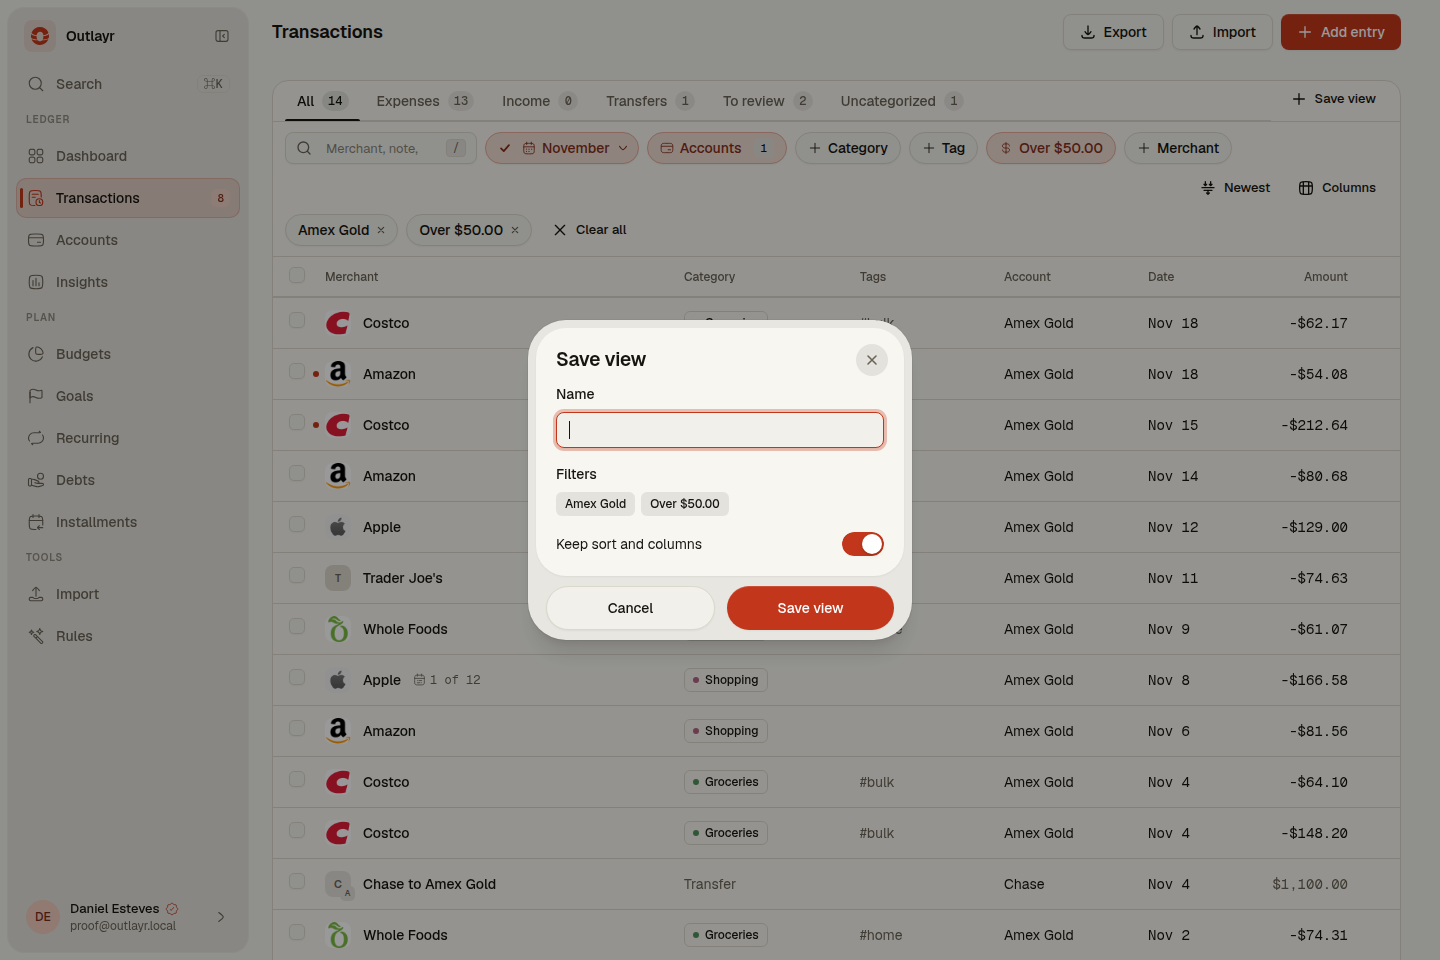 Outlayr
Search
⌘K
LEDGER
Dashboard
Transactions 8
Accounts
Insights
PLAN
Budgets
Goals
Recurring
Debts
Installments
TOOLS
Import
Rules
DE
Daniel Esteves
proof@outlayr.local
Transactions
Export
Import
Add entry
All 14
Expenses 13
Income 0
Transfers 1
To review 2
Uncategorized 1
Save view
Merchant, note, /
November
Accounts 1
Category
Tag
Over $50.00
Merchant
Newest
Columns
Amex Gold
Over $50.00
Clear all
Merchant Category Tags Account Date Amount
Costco Amex Gold Nov 18 -$62.17
Amazon Amex Gold Nov 18 -$54.08
Costco Amex Gold Nov 15 -$212.64
Amazon Amex Gold Nov 14 -$80.68
Apple Amex Gold Nov 12 -$129.00
T Trader Joe's Amex Gold Nov 11 -$74.63
Whole Foods Amex Gold Nov 9 -$61.07
Apple 1 of 12 Shopping Amex Gold Nov 8 -$166.58
Amazon Shopping Amex Gold Nov 6 -$81.56
Costco Groceries #bulk Amex Gold Nov 4 -$64.10
Costco Groceries #bulk Amex Gold Nov 4 -$148.20
C A Chase to Amex Gold Transfer Chase Nov 4 $1,100.00
Whole Foods Groceries #home Amex Gold Nov 2 -$74.31
Save view
Name
Filters
Amex Gold
Over $50.00
Keep sort and columns
Cancel
Save view